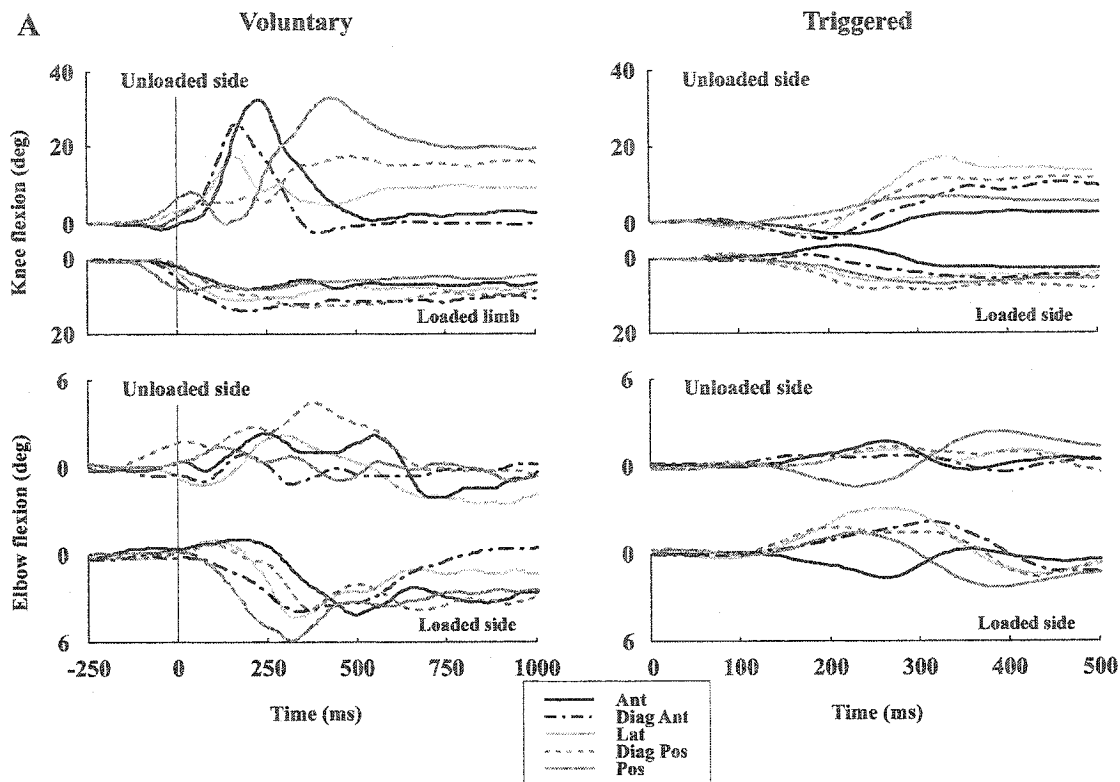 A
Voluntary
Triggered
40
Unloaded side
20
0
0
20
Loaded limb
Knee flexion (deg)
40
Unloaded side
20
0
0
20
Loaded side
6
Unloaded side
0
0
6
Loaded side
Elbow flexion (deg)
-250 0 250 500 750 1000
Time (ms)
6
Unloaded side
0
0
6
Loaded side
0 100 200 300 400 500
Time (ms)
Ant
Diag Ant
Lat
Diag Pos
Pos